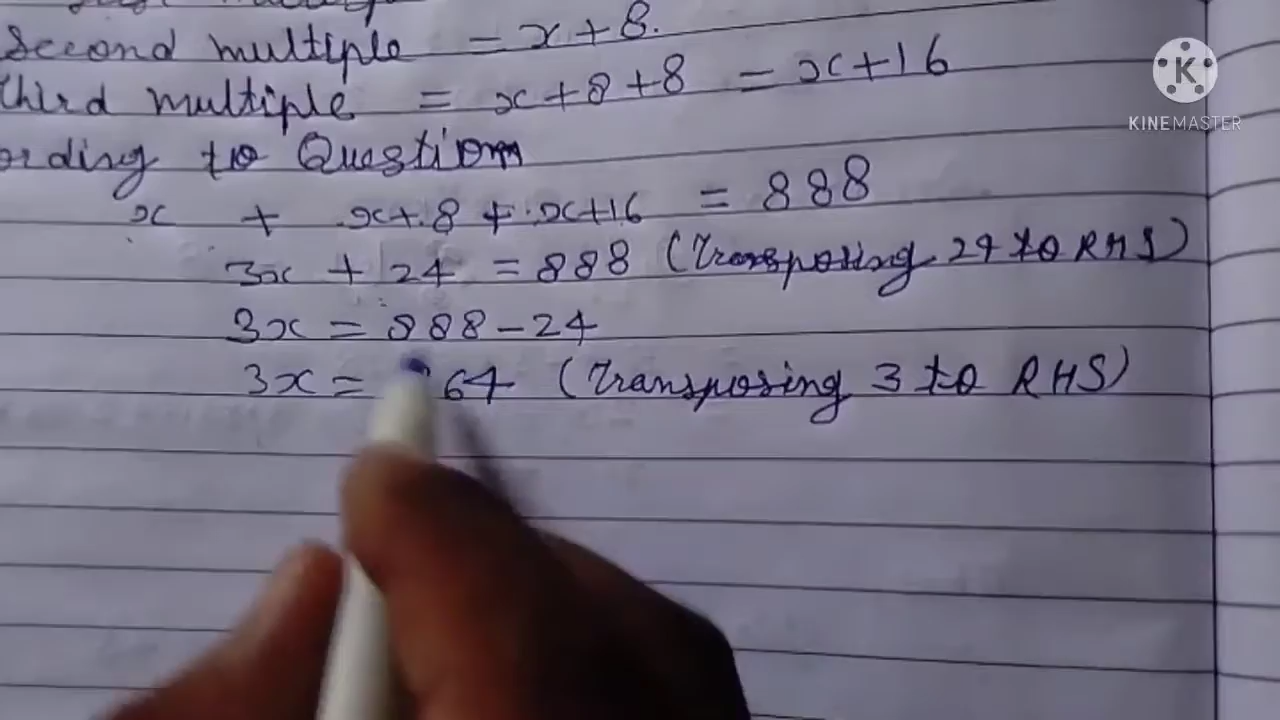 Second multiple = x + 8.
third multiple = x + 8 + 8 = x + 16
ording to Question
x + x + 8 + x + 16 = 888
3x + 24 = 888 (Transposing 24 to RHS)
3x = 888 - 24
3x = 64 (Transposing 3 to RHS)
K
KINEMASTER